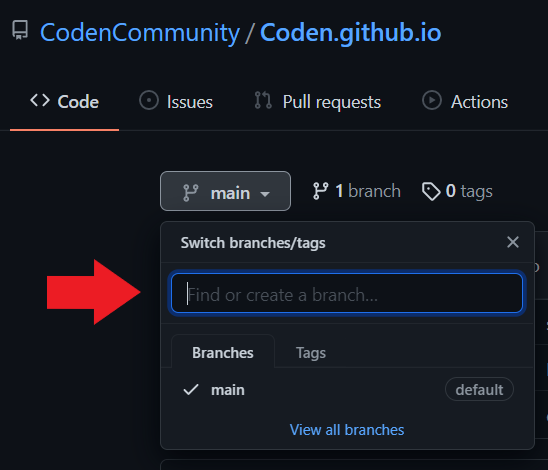 CodenCommunity / Coden.github.io
Code Issues Pull requests Actions
main 1 branch 0 tags
Switch branches/tags
Find or create a branch...
Branches Tags
main default
View all branches